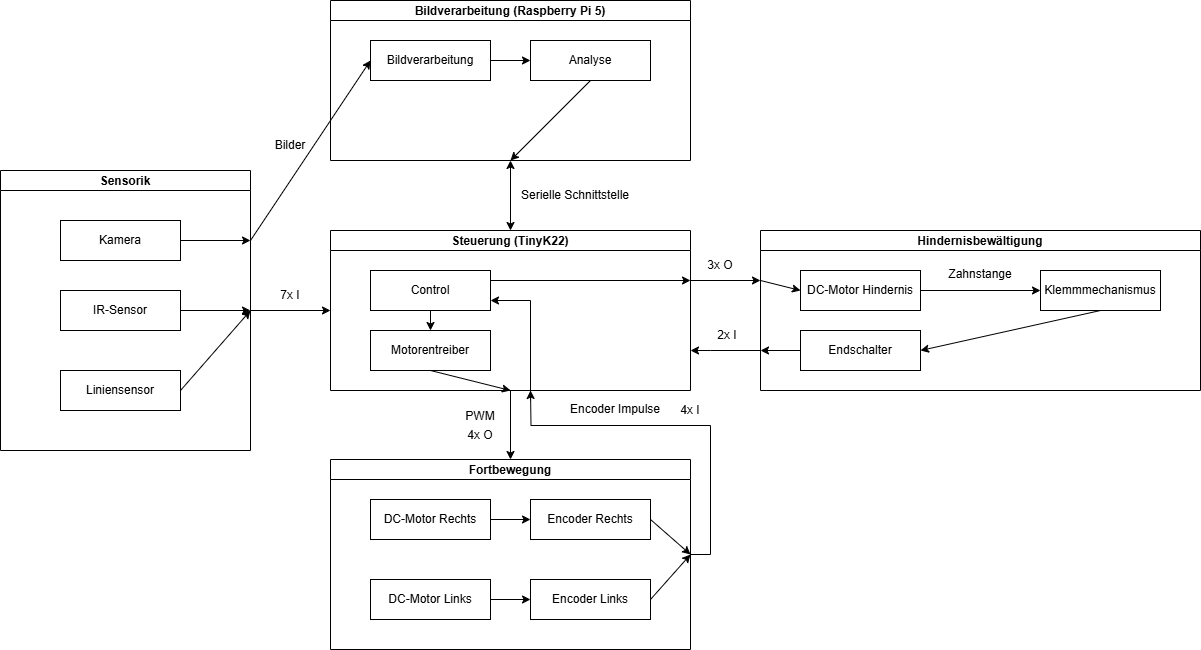 Bildverarbeitung (Raspberry Pi 5)
Bildverarbeitung
Analyse
Bilder
Serielle Schnittstelle
Sensorik
Kamera
IR-Sensor
Liniensensor
7x I
Steuerung (TinyK22)
Control
Motorentreiber
3x O
2x I
Hindernisbewältigung
DC-Motor Hindernis
Zahnstange
Klemmmechanismus
Endschalter
PWM
4x O
Encoder Impulse
4x I
Fortbewegung
DC-Motor Rechts
Encoder Rechts
DC-Motor Links
Encoder Links